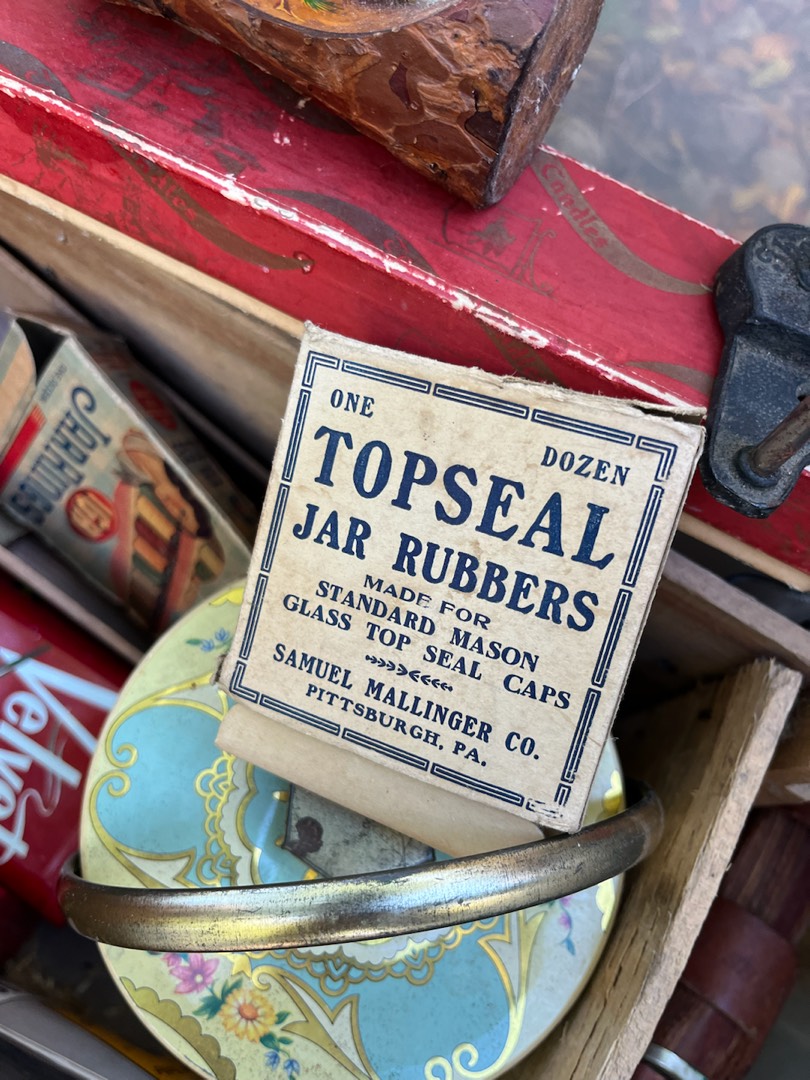 Candles
ONE
DOZEN
TOPSEAL
JAR RUBBERS
MADE FOR
STANDARD MASON
GLASS TOP SEAL CAPS
SAMUEL MALLINGER CO.
PITTSBURGH, PA.
JAR RINGS
Velvet